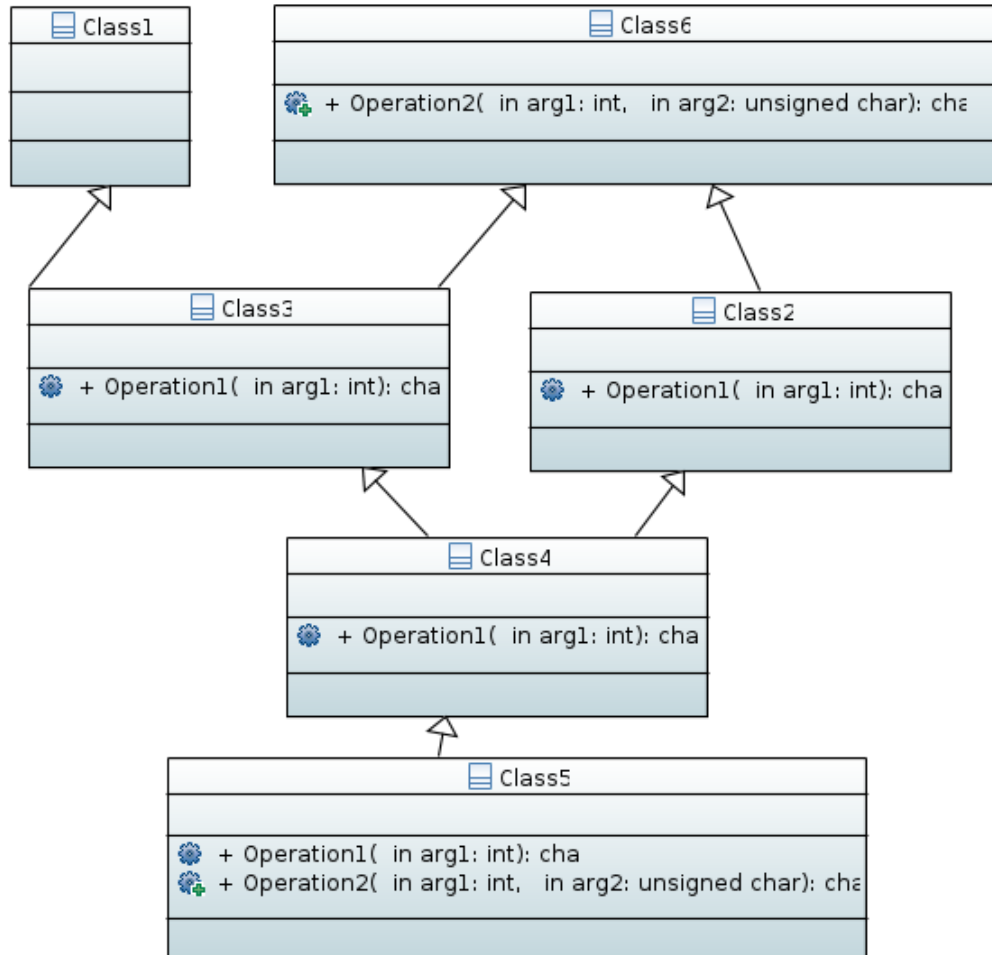 Class1
Class6
+ Operation2( in arg1: int, in arg2: unsigned char): cha
Class3
+ Operation1( in arg1: int): cha
Class2
+ Operation1( in arg1: int): cha
Class4
+ Operation1( in arg1: int): cha
Class5
+ Operation1( in arg1: int): cha
+ Operation2( in arg1: int, in arg2: unsigned char): cha